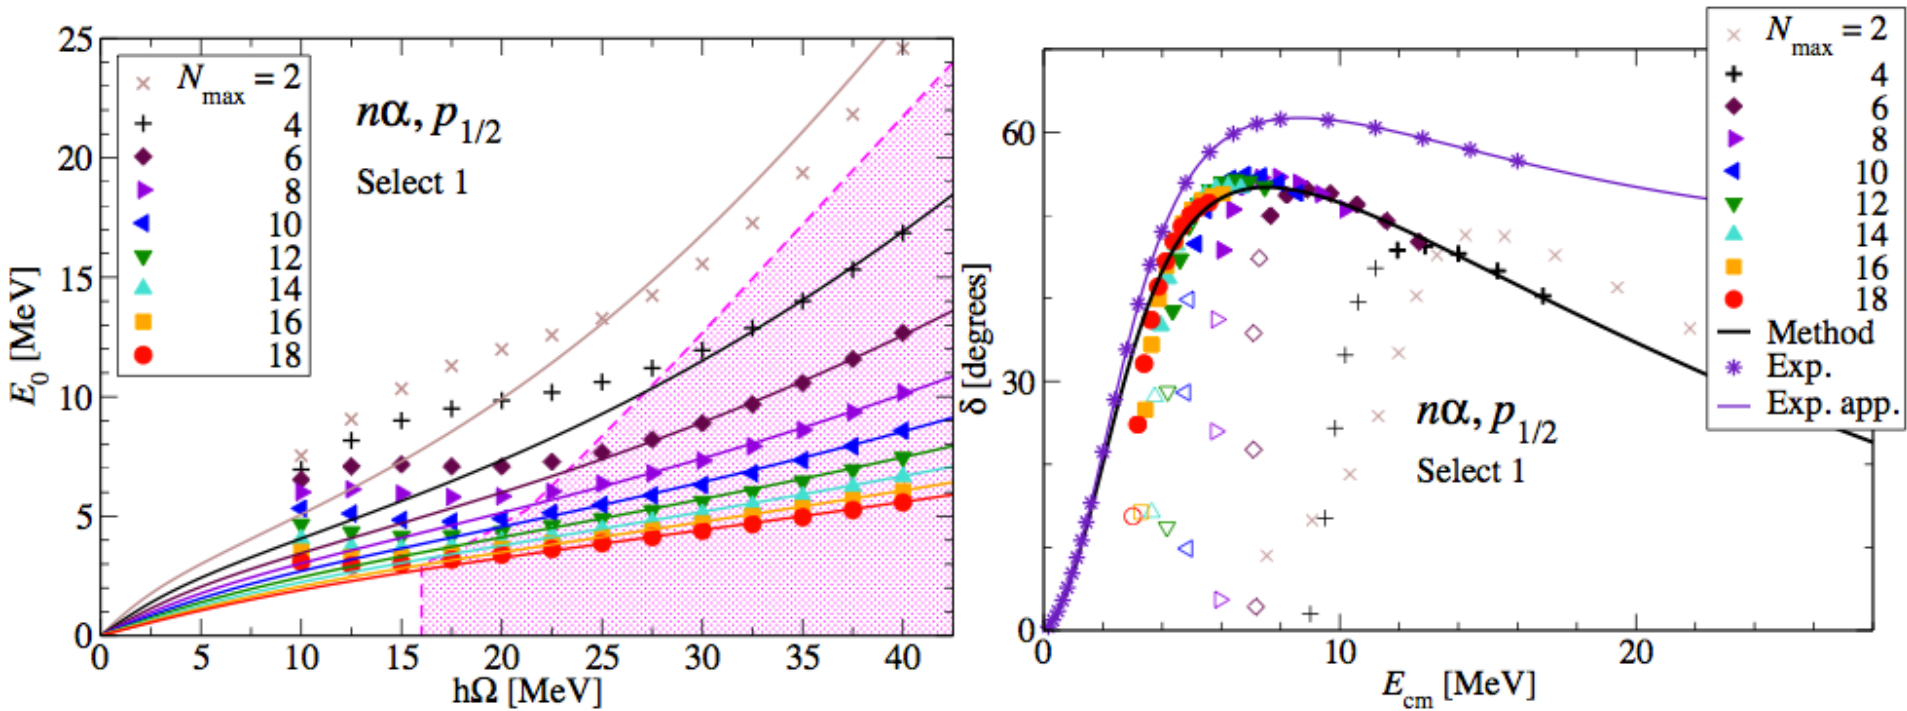 25
20
15
10
5
0
E0 [MeV]
Nmax = 2
4
6
8
10
12
14
16
18
nα, p1/2
Select 1
0 5 10 15 20 25 30 35 40
hΩ [MeV]
60
30
0
δ [degrees]
nα, p1/2
Select 1
0 10 20
Ecm [MeV]
Nmax = 2
4
6
8
10
12
14
16
18
Method
Exp.
Exp. app.